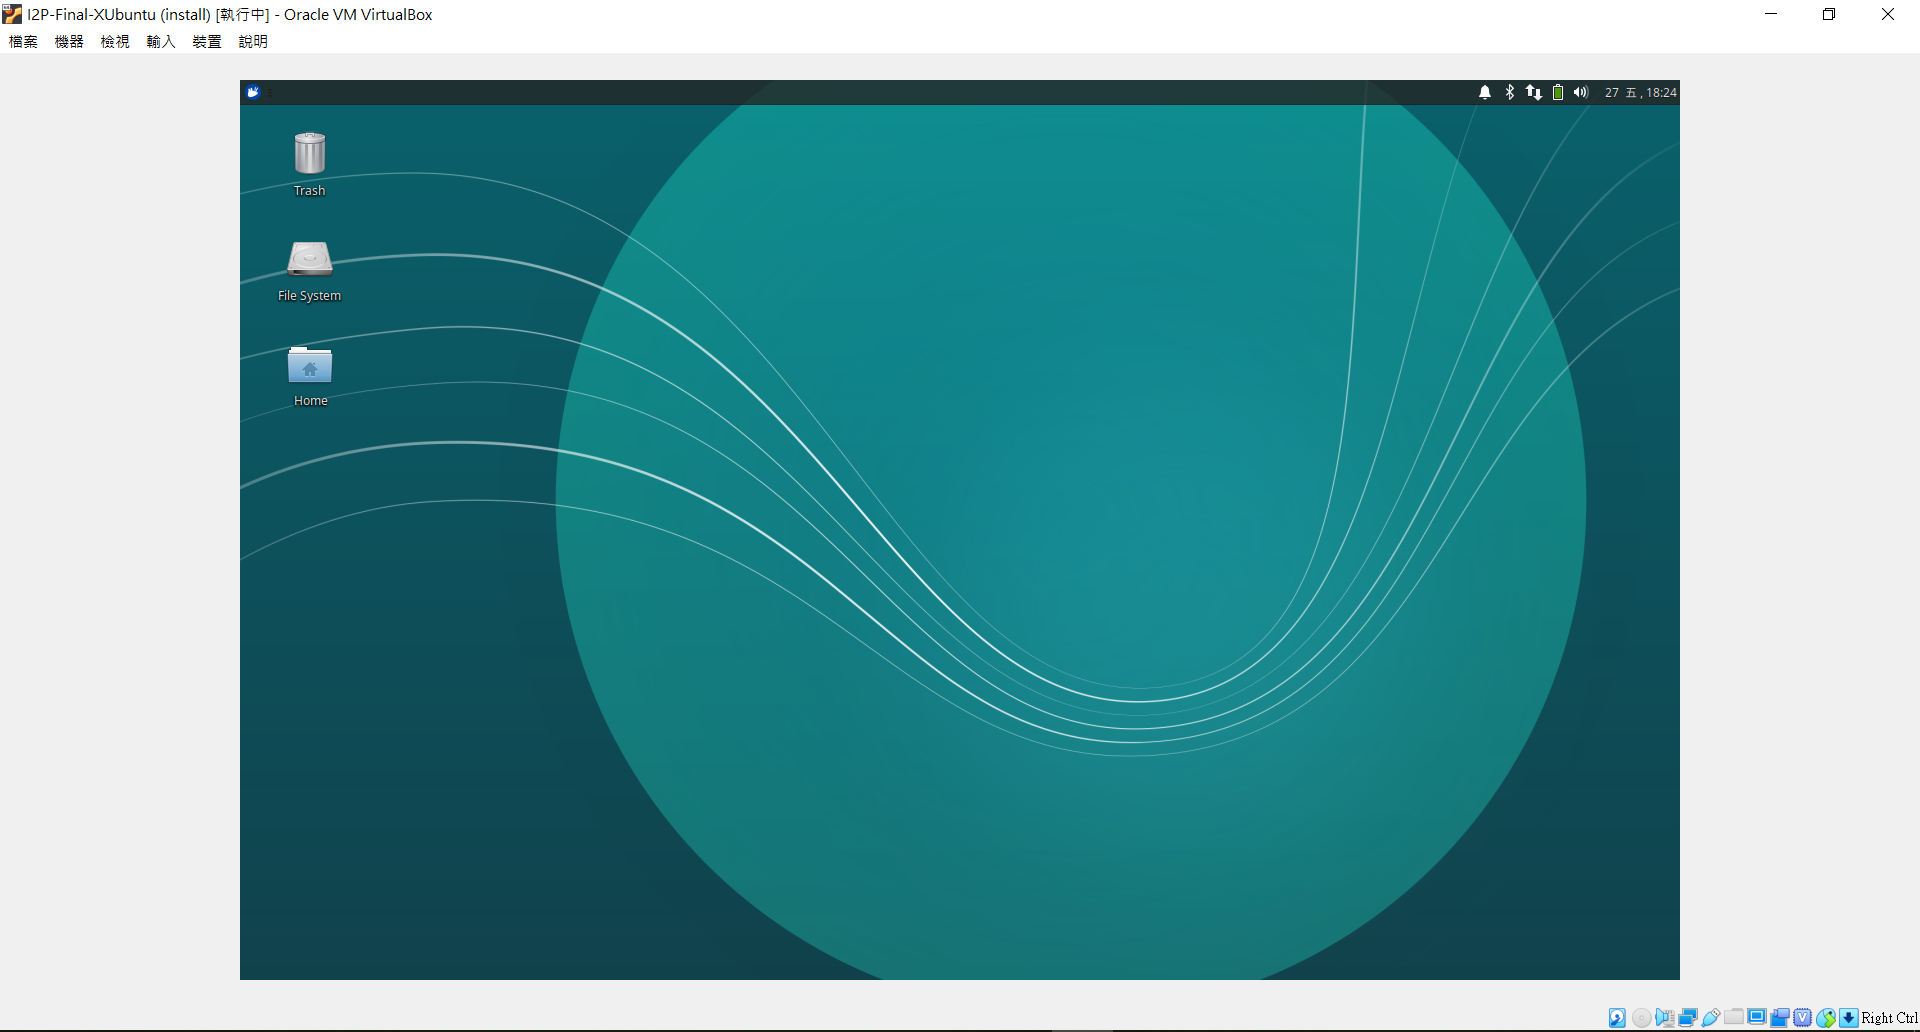 I2P-Final-XUbuntu (install) [執行中] - Oracle VM VirtualBox
檔案 機器 檢視 輸入 裝置 說明
27 五 , 18:24
Trash
File System
Home
Right Ctrl